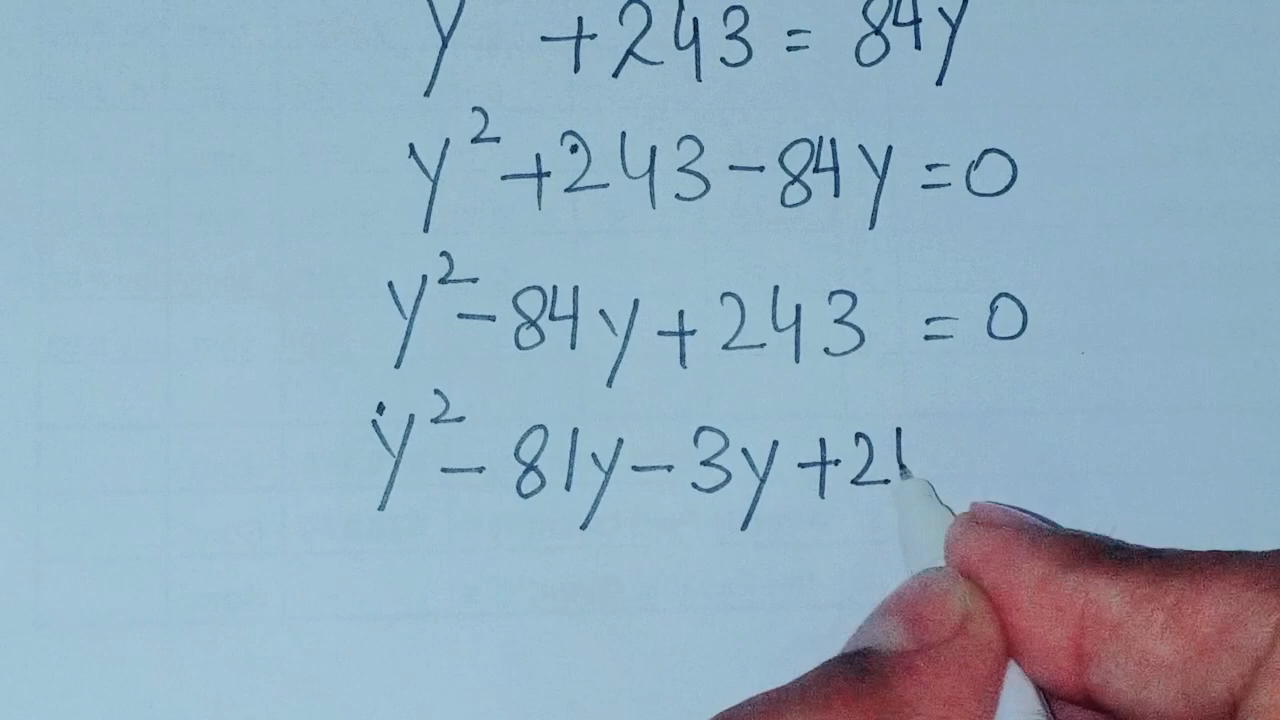 y + 243 = 84y
y² + 243 - 84y = 0
y² - 84y + 243 = 0
y² - 81y - 3y + 2